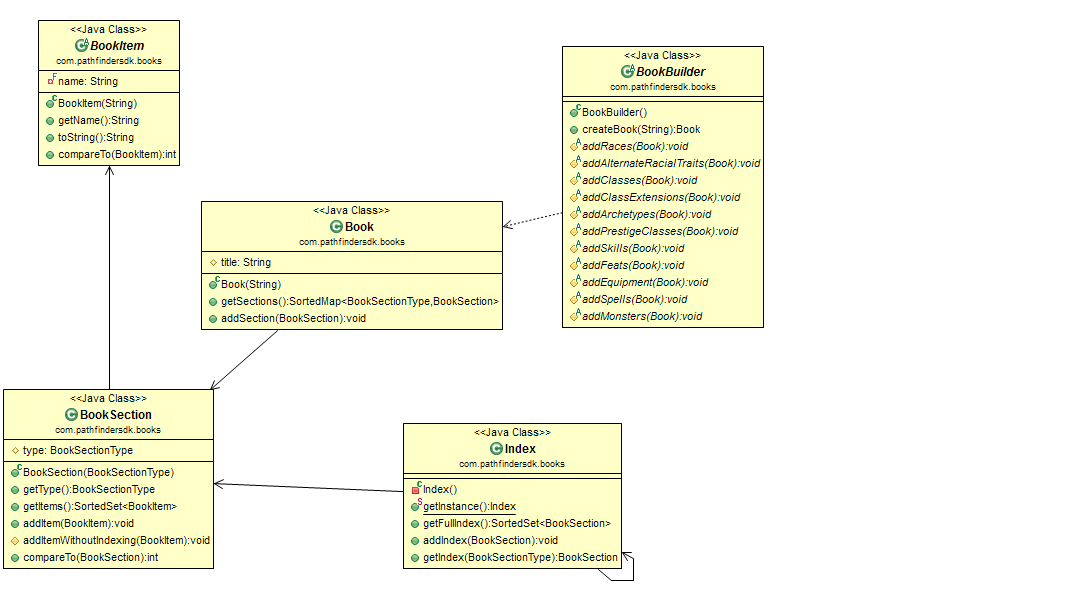 <<Java Class>>
BookItem
com.pathfindersdk.books
name: String
BookItem(String)
getName():String
toString():String
compareTo(BookItem):int
<<Java Class>>
BookBuilder
com.pathfindersdk.books
BookBuilder()
createBook(String):Book
addRaces(Book):void
addAlternateRacialTraits(Book):void
addClasses(Book):void
addClassExtensions(Book):void
addArchetypes(Book):void
addPrestigeClasses(Book):void
addSkills(Book):void
addFeats(Book):void
addEquipment(Book):void
addSpells(Book):void
addMonsters(Book):void
<<Java Class>>
Book
com.pathfindersdk.books
title: String
Book(String)
getSections():SortedMap<BookSectionType,BookSection>
addSection(BookSection):void
<<Java Class>>
BookSection
com.pathfindersdk.books
type: BookSectionType
BookSection(BookSectionType)
getType():BookSectionType
getItems():SortedSet<BookItem>
addItem(BookItem):void
addItemWithoutIndexing(BookItem):void
compareTo(BookSection):int
<<Java Class>>
Index
com.pathfindersdk.books
Index()
getInstance():Index
getFullIndex():SortedSet<BookSection>
addIndex(BookSection):void
getIndex(BookSectionType):BookSection